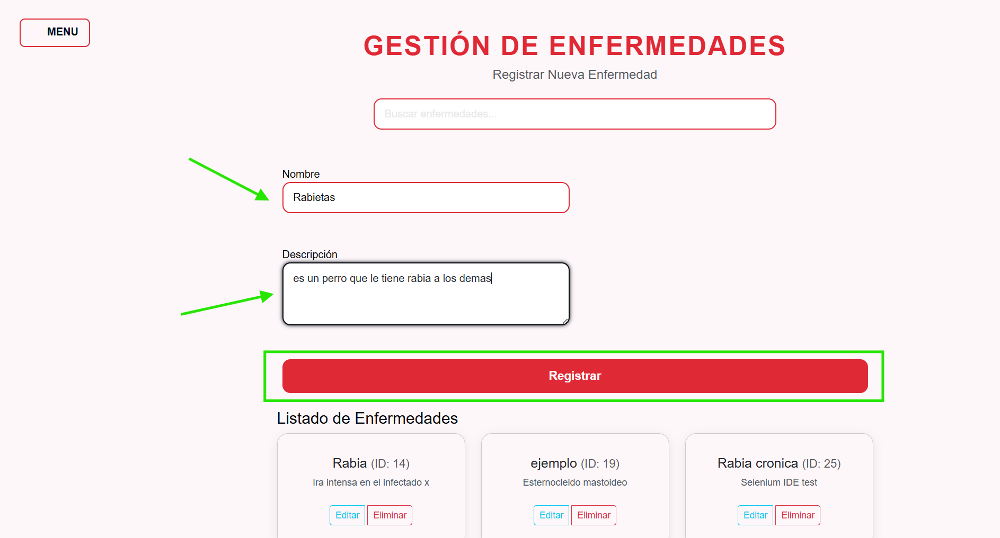 MENU
GESTIÓN DE ENFERMEDADES
Registrar Nueva Enfermedad
Buscar enfermedades...
Nombre
Rabietas
Descripción
es un perro que le tiene rabia a los demas
Registrar
Listado de Enfermedades
Rabia (ID: 14)
Ira intensa en el infectado x
Editar Eliminar
ejemplo (ID: 19)
Esternocleido mastoideo
Editar Eliminar
Rabia cronica (ID: 25)
Selenium IDE test
Editar Eliminar